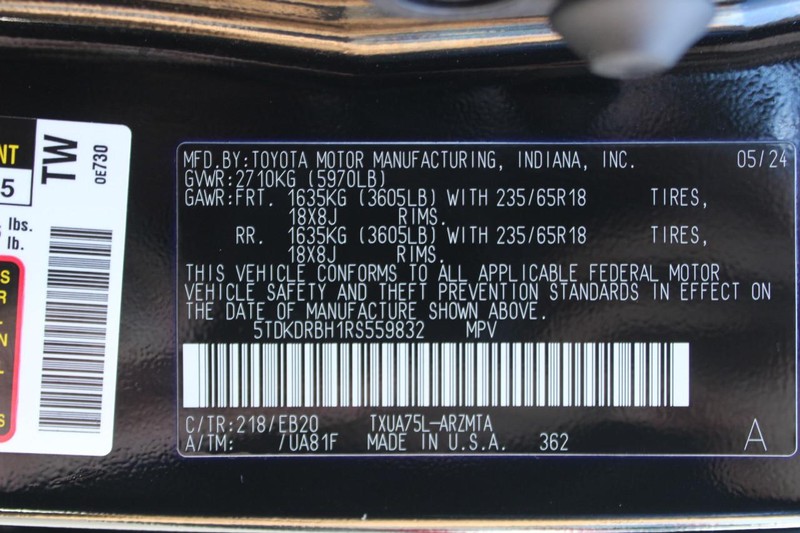 NT
5
TW
OE730
lbs.
lb.
S
R
L
S
MFD.BY:TOYOTA MOTOR MANUFACTURING, INDIANA, INC. 05/24
GVWR:2710KG (5970LB)
GAWR:FRT. 1635KG (3605LB) WITH 235/65R18 TIRES,
18X8J RIMS.
RR. 1635KG (3605LB) WITH 235/65R18 TIRES,
18X8J RIMS.
THIS VEHICLE CONFORMS TO ALL APPLICABLE FEDERAL MOTOR
VEHICLE SAFETY AND THEFT PREVENTION STANDARDS IN EFFECT ON
THE DATE OF MANUFACTURE SHOWN ABOVE.
5TDKDRBH1RS559832 MPV
C/TR:218/EB20 TXUA75L-ARZMTA
A/TM: /UA81F MADE IN U.S.A. 362
A